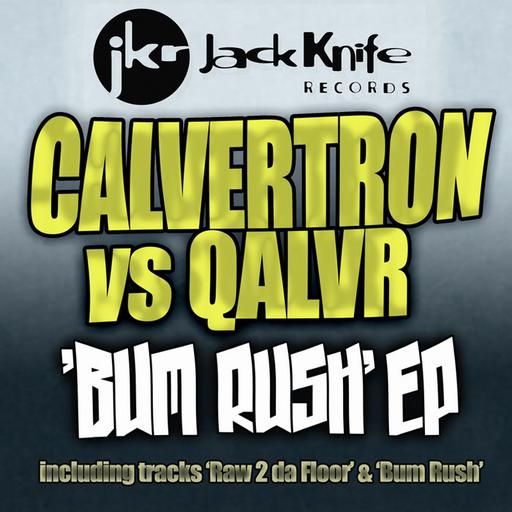 jkr Jack Knife
RECORDS
CALVERTRON
VS QALVR
'BUM RUSH' EP
including tracks 'Raw 2 da Floor' & 'Bum Rush'